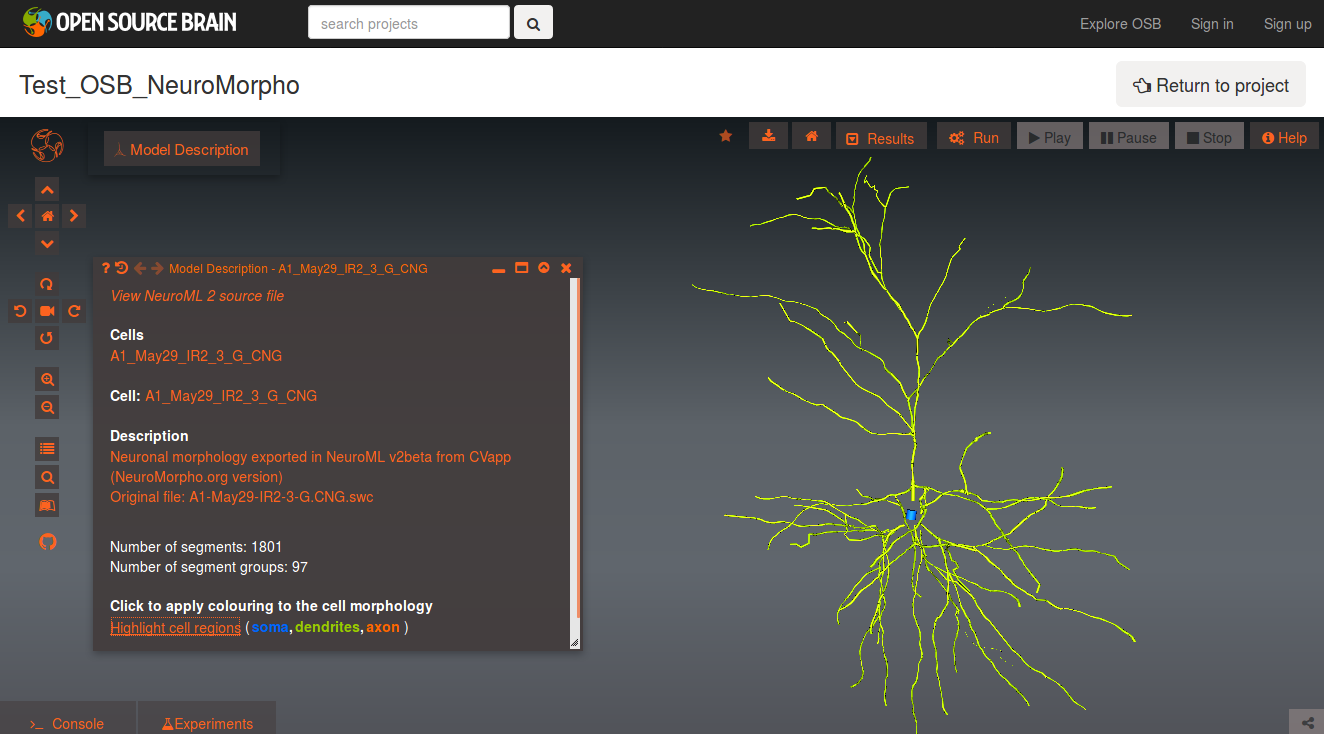 OPEN SOURCE BRAIN
search projects
Explore OSB Sign in Sign up
Test_OSB_NeuroMorpho
Return to project
Model Description
Results Run Play Pause Stop Help
? Model Description - A1_May29_IR2_3_G_CNG
View NeuroML 2 source file
Cells
A1_May29_IR2_3_G_CNG
Cell: A1_May29_IR2_3_G_CNG
Description
Neuronal morphology exported in NeuroML v2beta from CVapp
(NeuroMorpho.org version)
Original file: A1-May29-IR2-3-G.CNG.swc
Number of segments: 1801
Number of segment groups: 97
Click to apply colouring to the cell morphology
Highlight cell regions (soma, dendrites, axon )
>_ Console Experiments